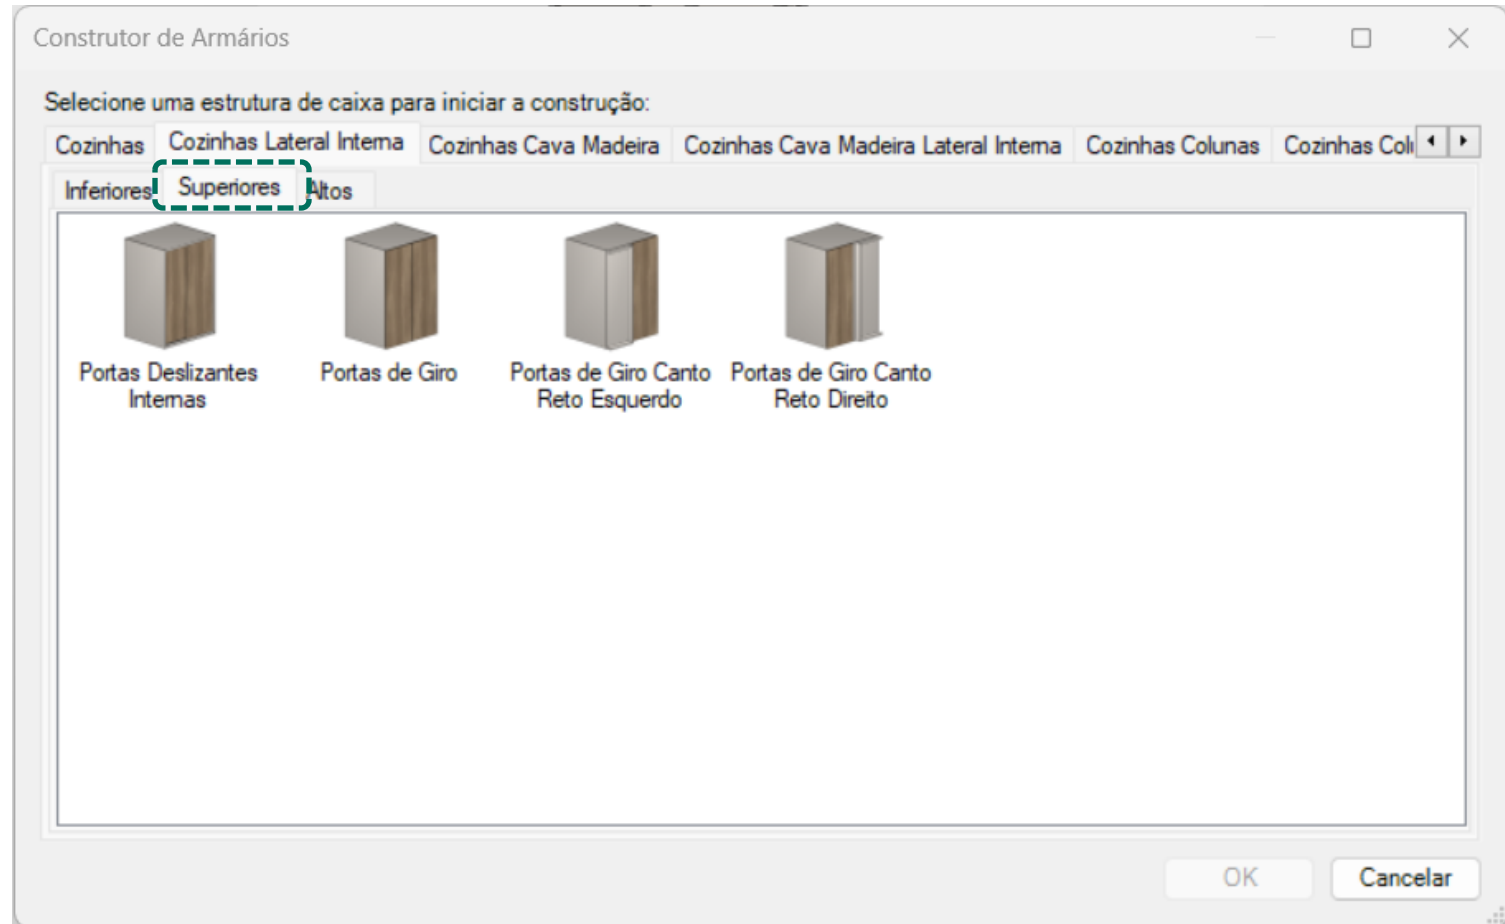 Construtor de Armários
Selecione uma estrutura de caixa para iniciar a construção:
Cozinhas Cozinhas Lateral Interna Cozinhas Cava Madeira Cozinhas Cava Madeira Lateral Interna Cozinhas Colunas Cozinhas
Inferiores Superiores Altos
Portas Deslizantes Internas
Portas de Giro
Portas de Giro Canto Reto Esquerdo
Portas de Giro Canto Reto Direito
OK Cancelar